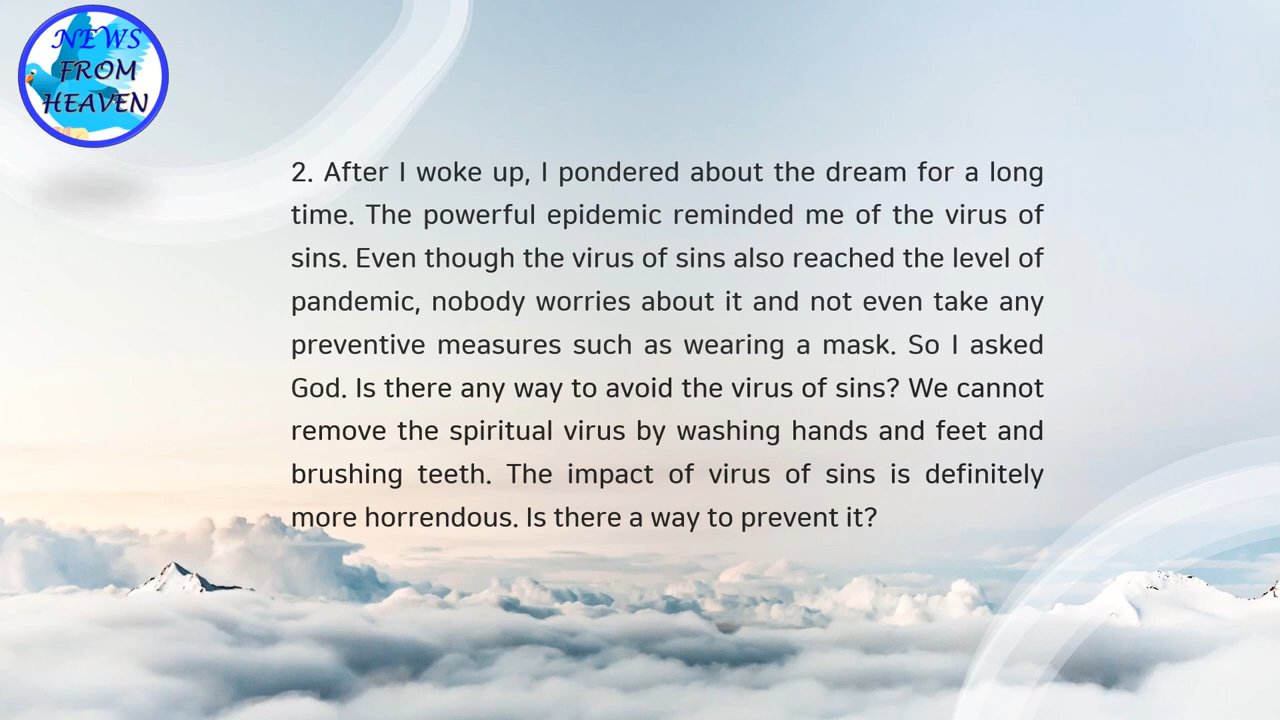 NEWS
FROM
HEAVEN
2. After I woke up, I pondered about the dream for a long
time. The powerful epidemic reminded me of the virus of
sins. Even though the virus of sins also reached the level of
pandemic, nobody worries about it and not even take any
preventive measures such as wearing a mask. So I asked
God. Is there any way to avoid the virus of sins? We cannot
remove the spiritual virus by washing hands and feet and
brushing teeth. The impact of virus of sins is definitely
more horrendous. Is there a way to prevent it?